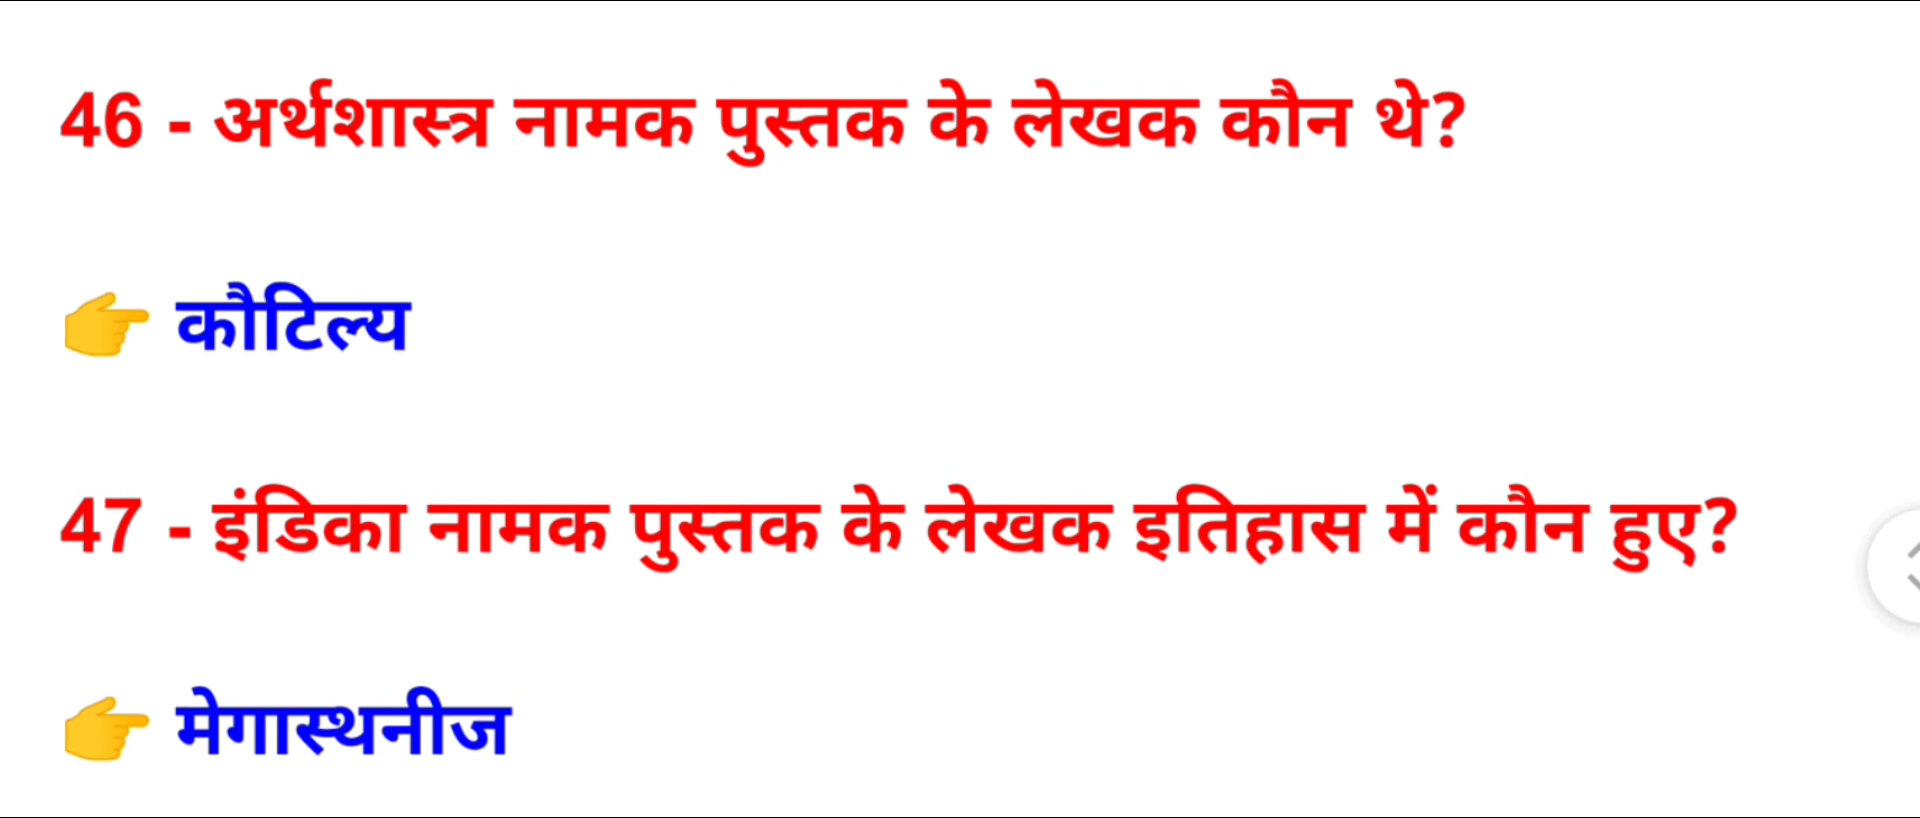 46 - अर्थशास्त्र नामक पुस्तक के लेखक कौन थे?
👉 कौटिल्य
47 - इंडिका नामक पुस्तक के लेखक इतिहास में कौन हुए?
👉 मेगास्थनीज